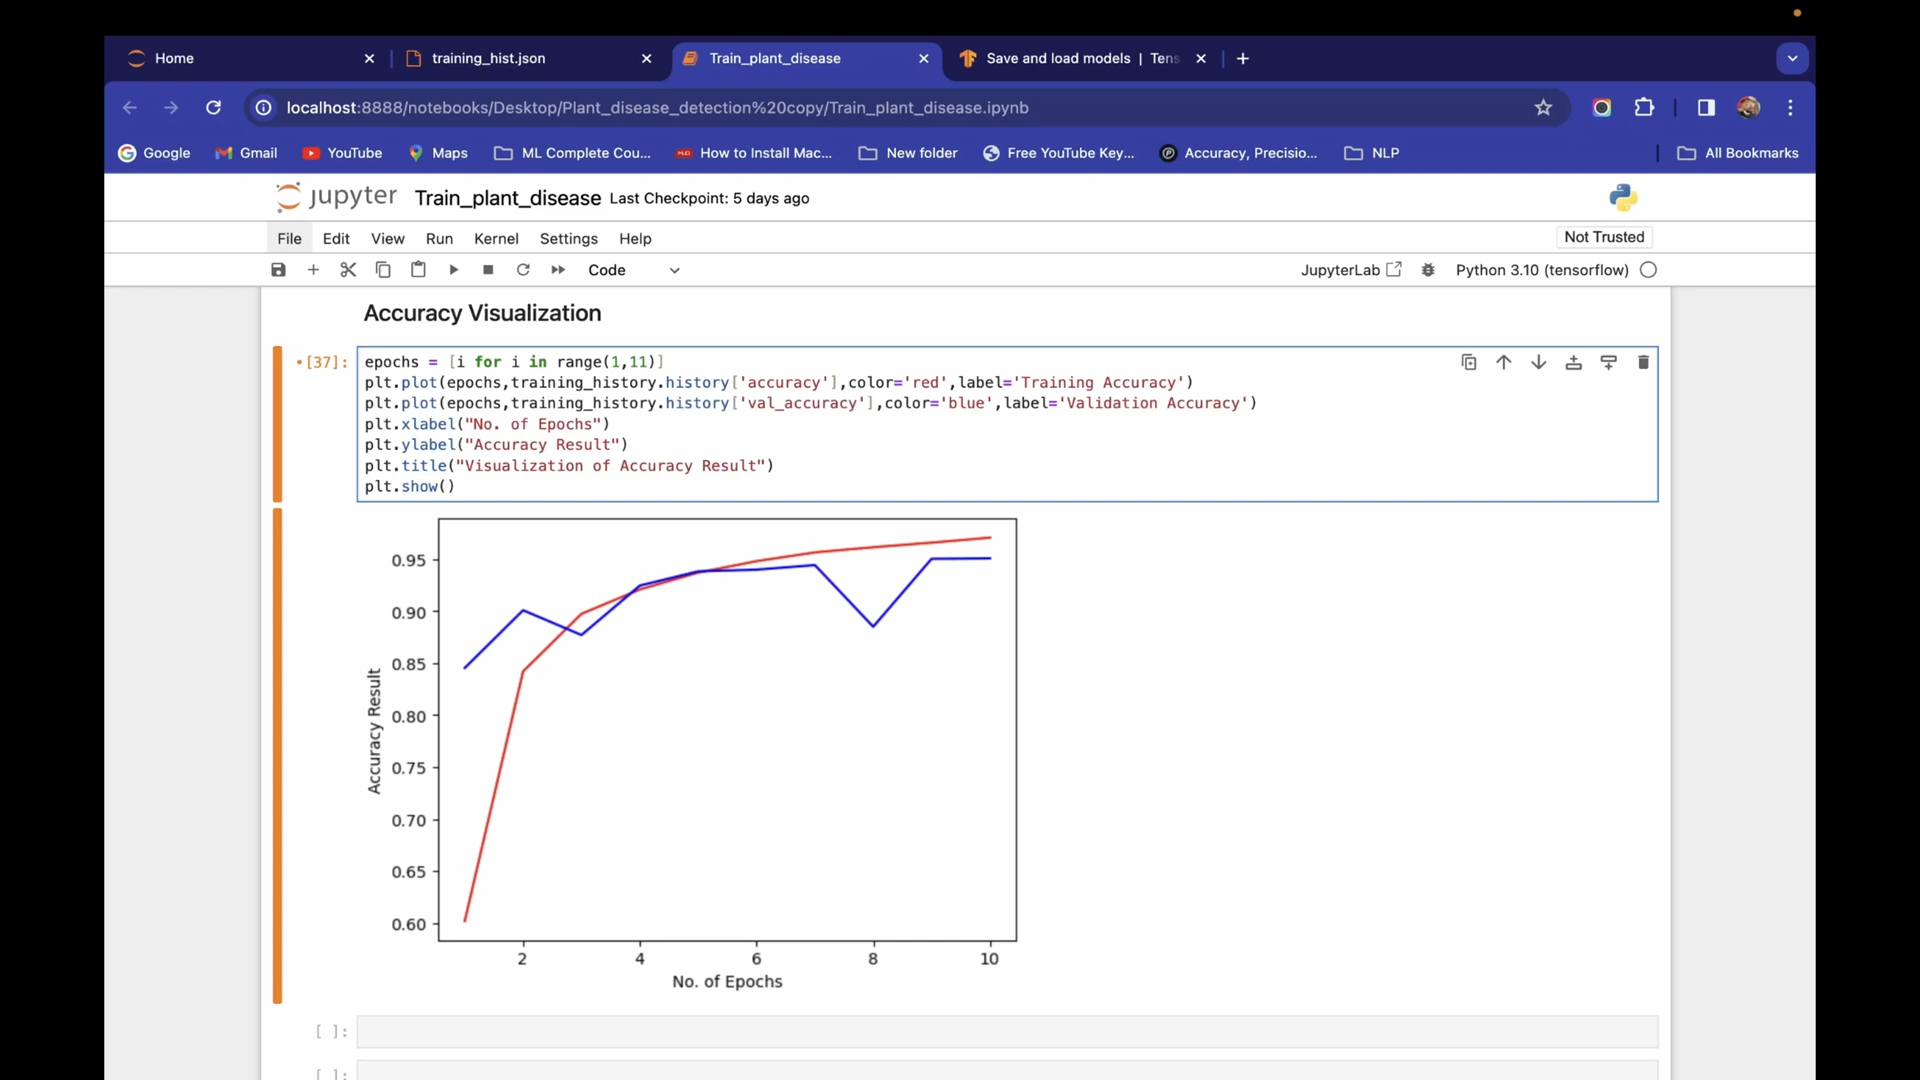 Home
training_hist.json
Train_plant_disease
Save and load models | Tens
localhost:8888/notebooks/Desktop/Plant_disease_detection%20copy/Train_plant_disease.ipynb
Google
Gmail
YouTube
Maps
ML Complete Cou...
How to Install Mac...
New folder
Free YouTube Key...
Accuracy, Precisio...
NLP
All Bookmarks
jupyter Train_plant_disease Last Checkpoint: 5 days ago
File Edit View Run Kernel Settings Help
Not Trusted
Code
JupyterLab
Python 3.10 (tensorflow)
Accuracy Visualization
•[37]:
epochs = [i for i in range(1,11)]
plt.plot(epochs,training_history.history['accuracy'],color='red',label='Training Accuracy')
plt.plot(epochs,training_history.history['val_accuracy'],color='blue',label='Validation Accuracy')
plt.xlabel("No. of Epochs")
plt.ylabel("Accuracy Result")
plt.title("Visualization of Accuracy Result")
plt.show()
Accuracy Result
0.95
0.90
0.85
0.80
0.75
0.70
0.65
0.60
2 4 6 8 10
No. of Epochs
[ ]:
[ ]: